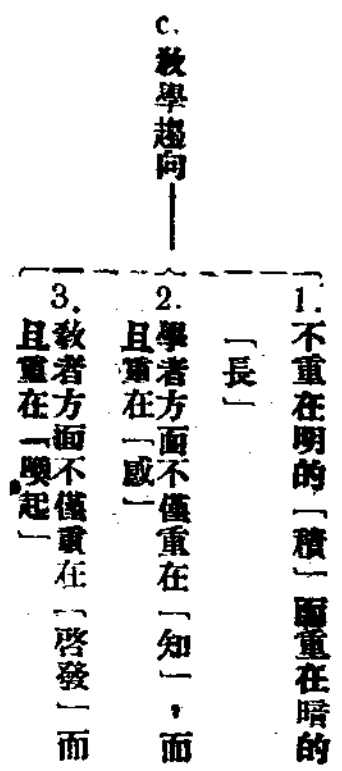 C. 教學趨向
1. 不重在明的「積」而重在暗的
「長」
2. 學者方面不僅重在「知」，而
且重在「感」
3. 教者方面不僅重在「啓發」而
且重在「喚起」